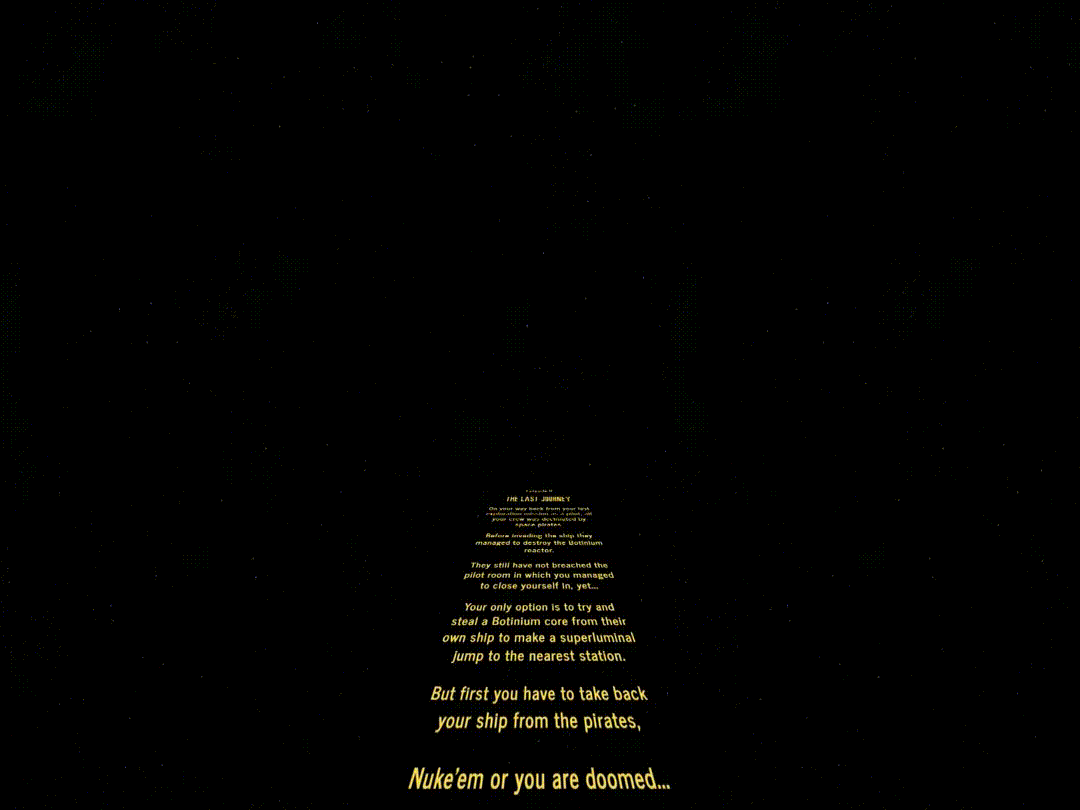 THE LAST JOURNEY
On your way back from your last
exploration mission as a pilot, all
your crew was decimated by
space pirates.
Before invading the ship they
managed to destroy the Botinium
reactor.
They still have not breached the
pilot room in which you managed
to close yourself in, yet...
Your only option is to try and
steal a Botinium core from their
own ship to make a superluminal
jump to the nearest station.
But first you have to take back
your ship from the pirates,
Nuke'em or you are doomed...